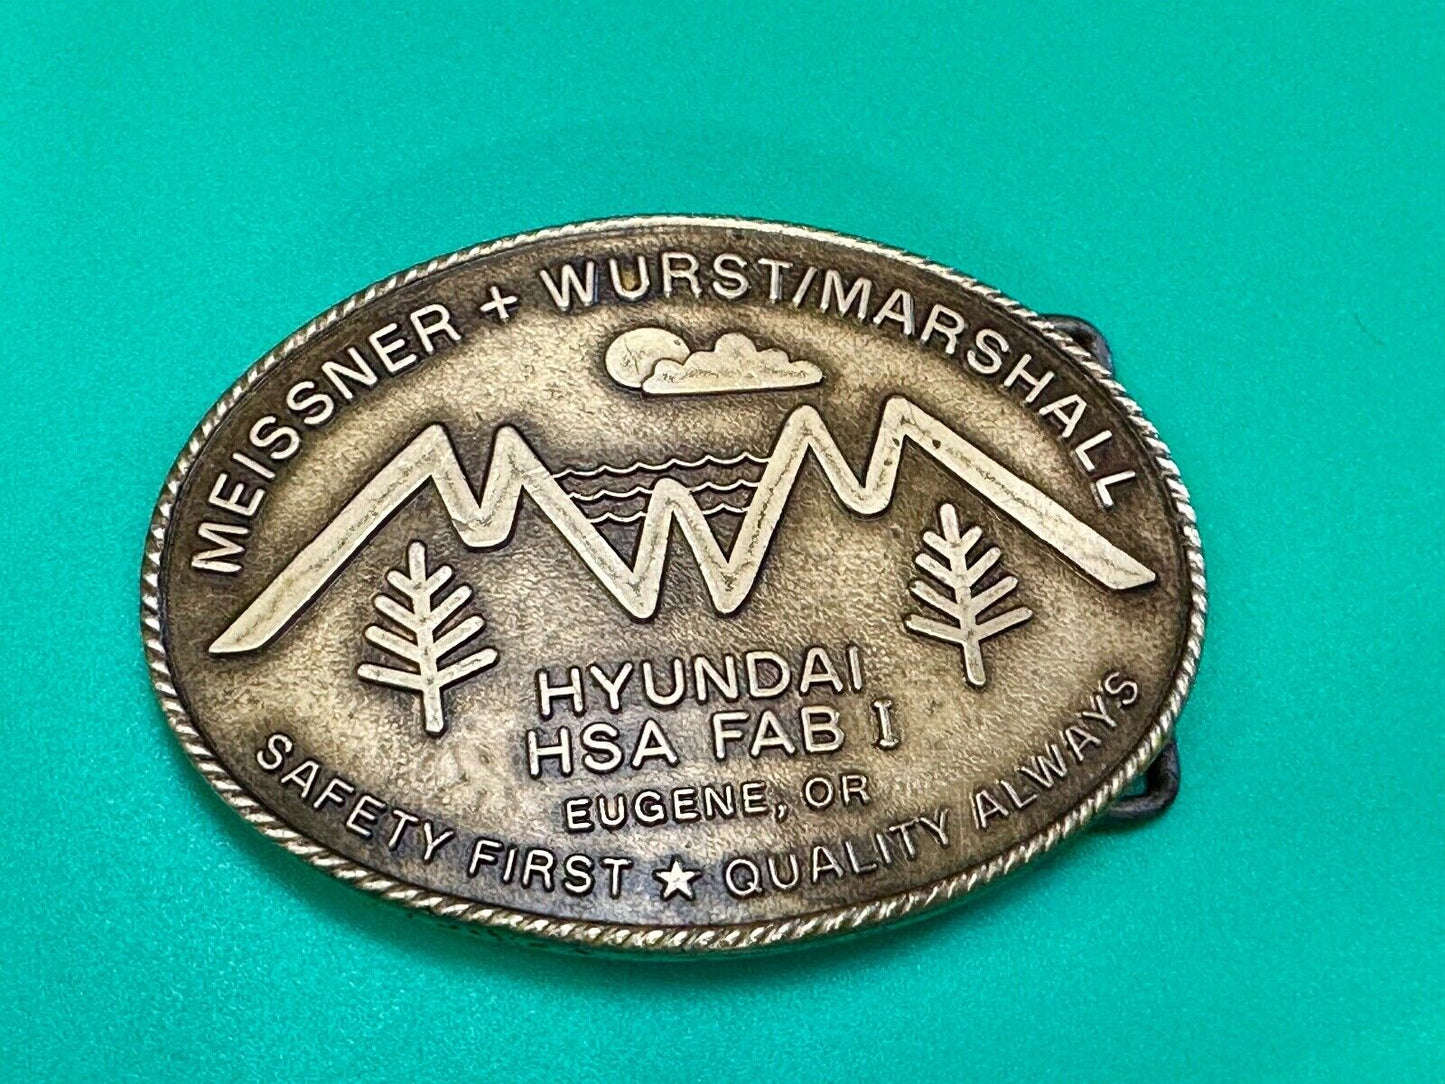 MEISSNER + WURST/MARSHALL
HYUNDAI
HSA FAB I
EUGENE, OR
SAFETY FIRST ★ QUALITY ALWAYS